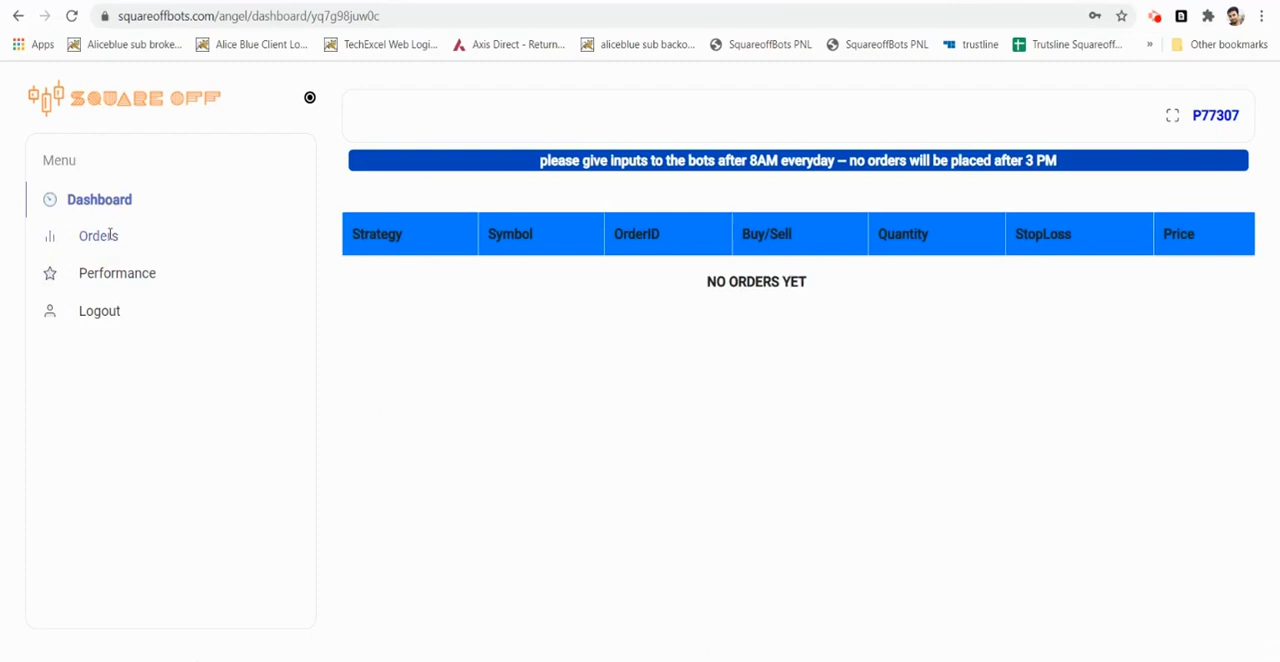 squareoffbots.com/angel/dashboard/yq7g98juw0c
Apps Aliceblue sub broke... Alice Blue Client Lo... TechExcel Web Logi... Axis Direct - Return... aliceblue sub backo... SquareoffBots PNL SquareoffBots PNL trustline Trutsline Squareoff... » Other bookmarks
SQUARE OFF
P77307
Menu
please give inputs to the bots after 8AM everyday -- no orders will be placed after 3 PM
Dashboard
Orders
Performance
Logout
Strategy Symbol OrderID Buy/Sell Quantity StopLoss Price
NO ORDERS YET